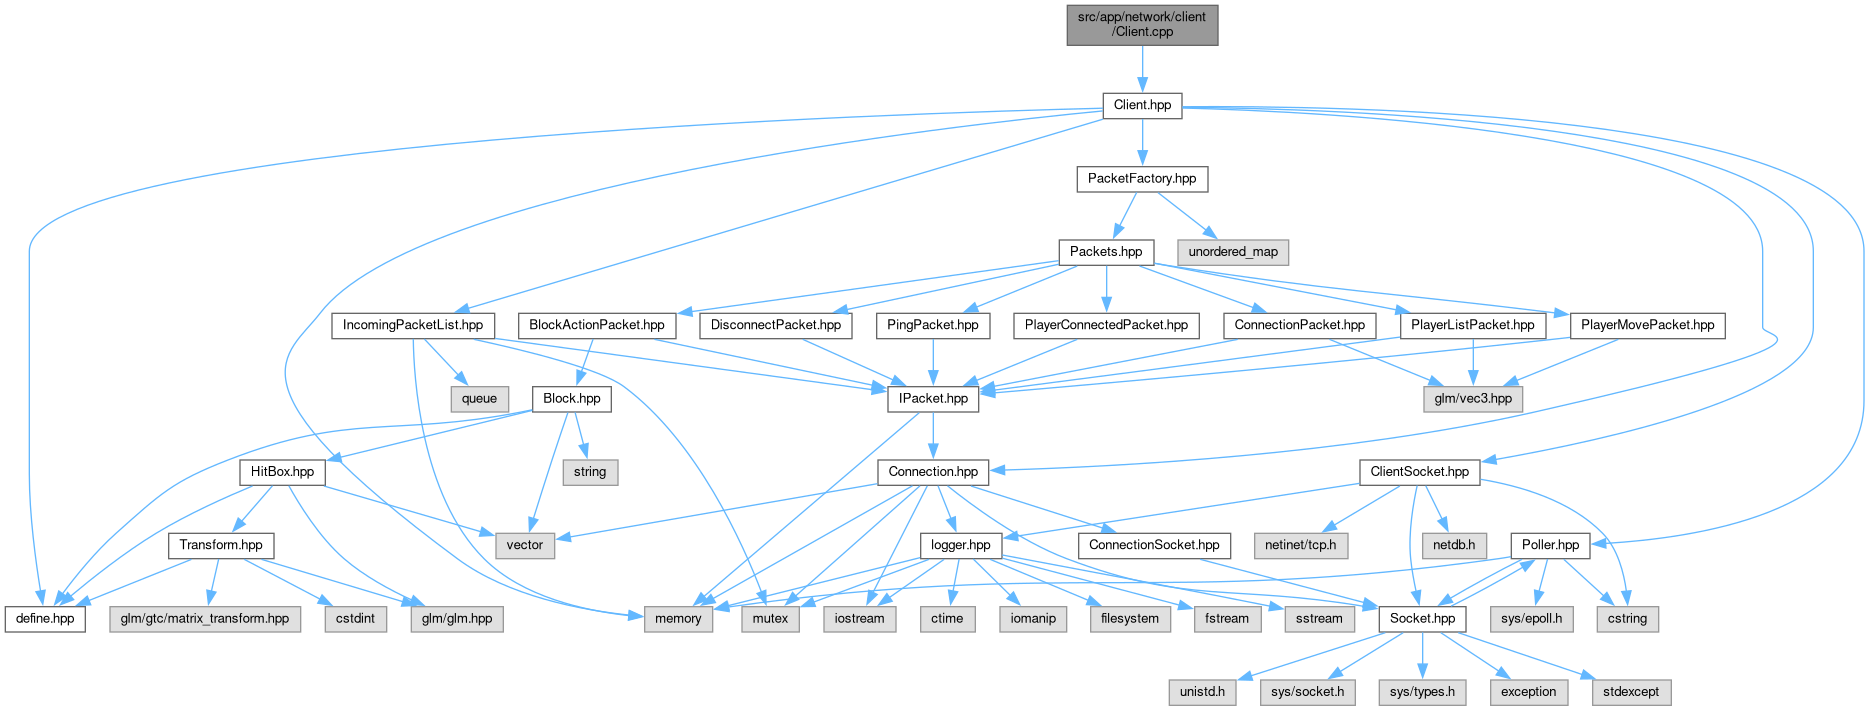 src/app/network/client
/Client.cpp
Client.hpp
PacketFactory.hpp
Packets.hpp
unordered_map
IncomingPacketList.hpp
BlockActionPacket.hpp
DisconnectPacket.hpp
PingPacket.hpp
PlayerConnectedPacket.hpp
ConnectionPacket.hpp
PlayerListPacket.hpp
PlayerMovePacket.hpp
queue
Block.hpp
IPacket.hpp
glm/vec3.hpp
HitBox.hpp
string
Connection.hpp
ClientSocket.hpp
Transform.hpp
vector
logger.hpp
ConnectionSocket.hpp
netinet/tcp.h
netdb.h
Poller.hpp
define.hpp
glm/gtc/matrix_transform.hpp
cstdint
glm/glm.hpp
memory
mutex
iostream
ctime
iomanip
filesystem
fstream
sstream
Socket.hpp
sys/epoll.h
cstring
unistd.h
sys/socket.h
sys/types.h
exception
stdexcept